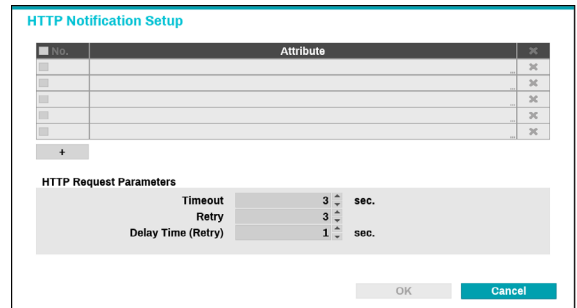 HTTP Notification Setup
No. Attribute
...
...
...
...
...
+
HTTP Request Parameters
Timeout 3 sec.
Retry 3
Delay Time (Retry) 1 sec.
OK Cancel